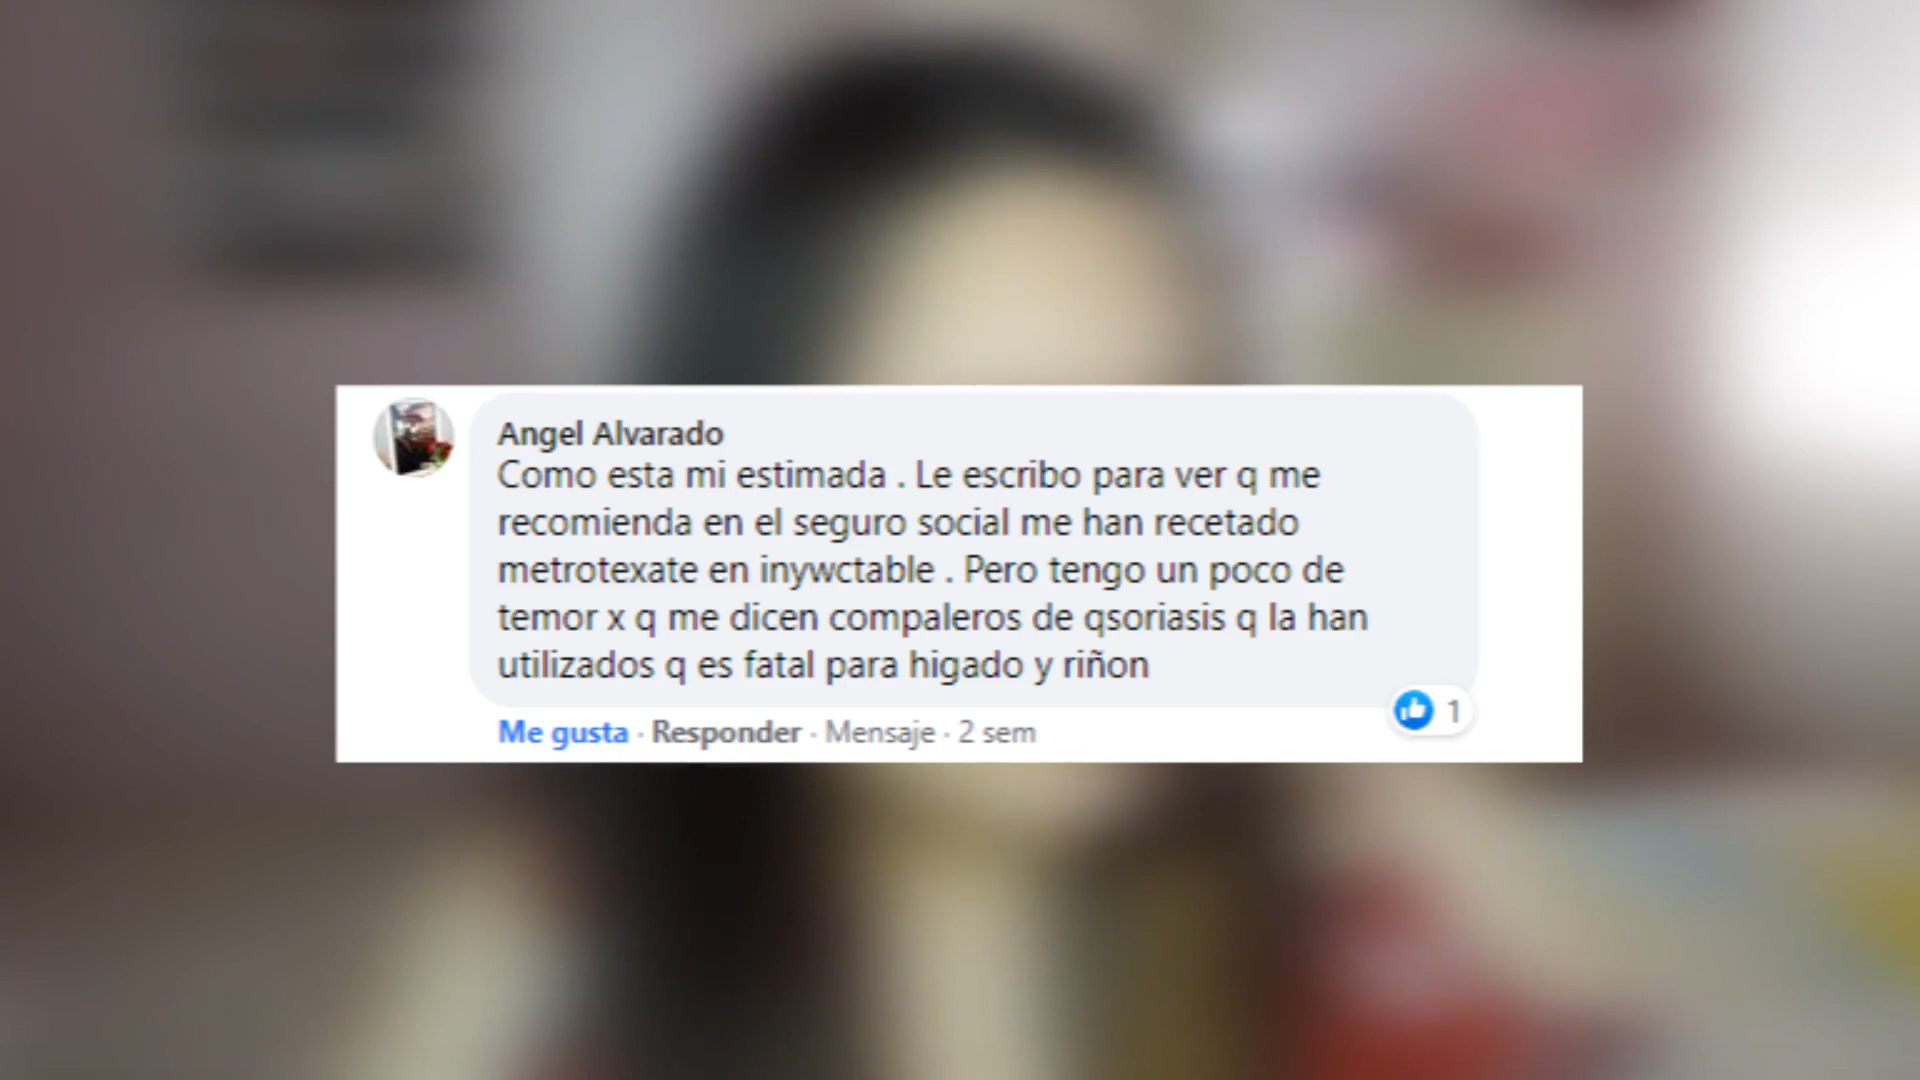 Angel Alvarado
Como esta mi estimada . Le escribo para ver q me
recomienda en el seguro social me han recetado
metrotexate en inywctable . Pero tengo un poco de
temor x q me dicen compaleros de qsoriasis q la han
utilizados q es fatal para higado y riñon
1
Me gusta · Responder · Mensaje · 2 sem